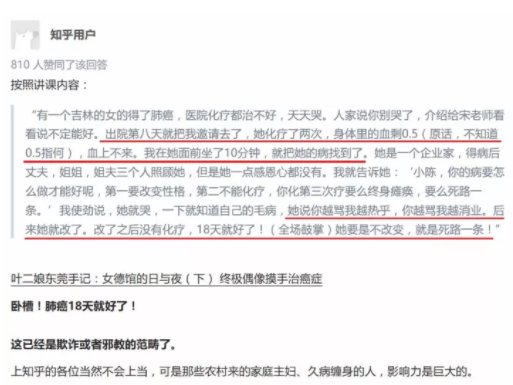 知乎用户
810 人赞同了该回答
按照讲课内容：
“有一个吉林的女的得了肺癌，医院化疗都治不好，天天哭。人家说你别哭了，介绍给宋老师看
看说不定能好。出院第八天就把我邀请去了，她化疗了两次，身体里的血剩0.5（原话，不知道
0.5指何），血上不来。我在她面前坐了10分钟，就把她的病找到了。她是一个企业家，得病后
丈夫，姐姐，姐夫三个人照顾她，但是她一点感恩心都没有。我就告诉她：‘小陈，你的病要怎
么做才能好呢，第一要改变性格，第二不能化疗，你化第三次疗要么终身瘫痪，要么死路一
条。’我使劲说，她就哭，一下就知道自己的毛病，她说你越骂我越热乎，你越骂我越消业。后
来她就改了。改了之后没有化疗，18天就好了！（全场鼓掌）她要是不改变，就是死路一条！”
叶二娘东莞手记：女德馆的日与夜（下） 终极偶像摸手治癌症
卧槽！肺癌18天就好了！
这已经是欺诈或者邪教的范畴了。
上知乎的各位当然不会上当，可是那些农村来的家庭主妇、久病缠身的人，影响力是巨大的。